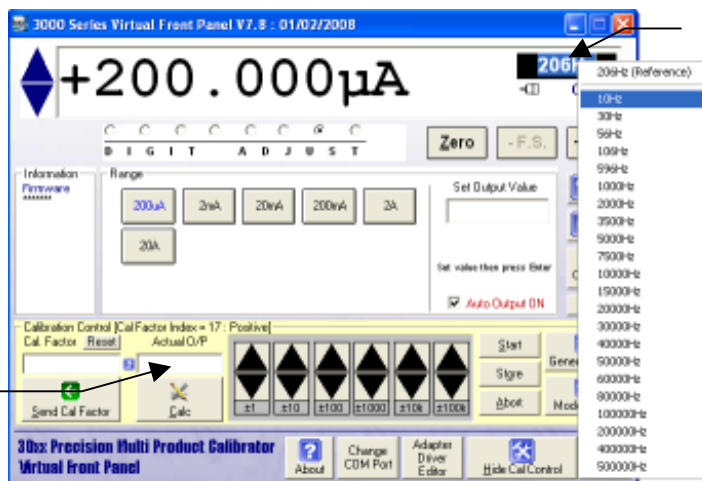 3000 Series Virtual Front Panel V7.8 : 01/02/2008
+200.000µA
206H
DIGIT ADJUST
Zero
- F.S.
Information
Firmware
Range
200uA
2mA
20mA
200mA
2A
20A
Set Output Value
Set value then press Enter
Auto Output ON
Calibration Control [Cal Factor Index = 17 : Positive]
Cal. Factor
Reset
Actual O/P
Send Cal Factor
Calc
±1
±10
±100
±1000
±10k
±100k
Start
Store
Abort
Gene
Mod
30xx Precision Multi Product Calibrator
Virtual Front Panel
About
Change COM Port
Adapter Driver Editor
Hide Cal Control
206Hz (Reference)
10Hz
30Hz
56Hz
106Hz
596Hz
1000Hz
2000Hz
3500Hz
5000Hz
7500Hz
10000Hz
15000Hz
20000Hz
30000Hz
40000Hz
50000Hz
60000Hz
80000Hz
100000Hz
200000Hz
400000Hz
500000Hz